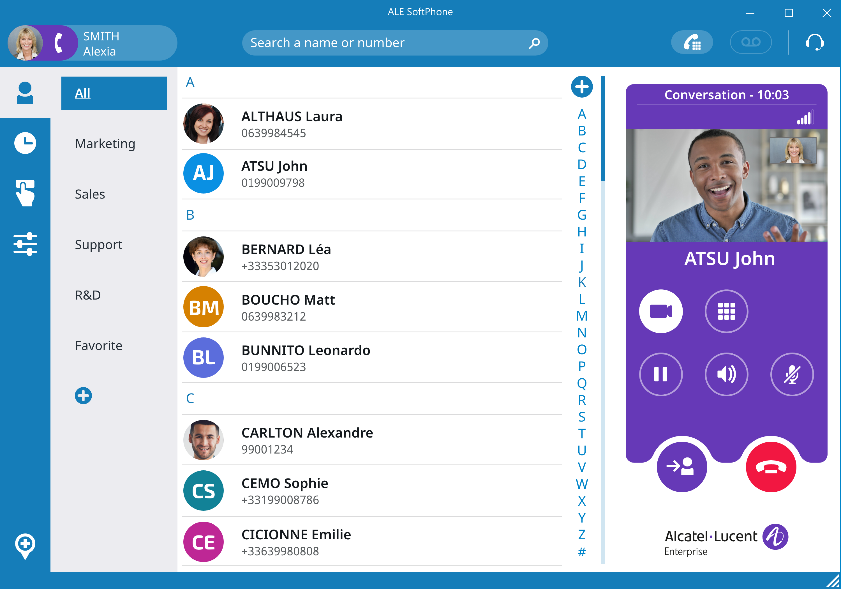 ALE SoftPhone
SMITH
Alexia
Search a name or number
All
Marketing
Sales
Support
R&D
Favorite
A
ALTHAUS Laura
0639984545
AJ
ATSU John
0199009798
B
BERNARD Léa
+33353012020
BM
BOUCHO Matt
0639983212
BL
BUNNITO Leonardo
0199006523
C
CARLTON Alexandre
99001234
CS
CEMO Sophie
+33199008786
CE
CICIONNE Emilie
+33639980808
A
B
C
D
E
F
G
H
I
J
K
L
M
N
O
P
Q
R
S
T
U
V
W
X
Y
Z
#
Conversation - 10:03
ATSU John
Alcatel·Lucent
Enterprise